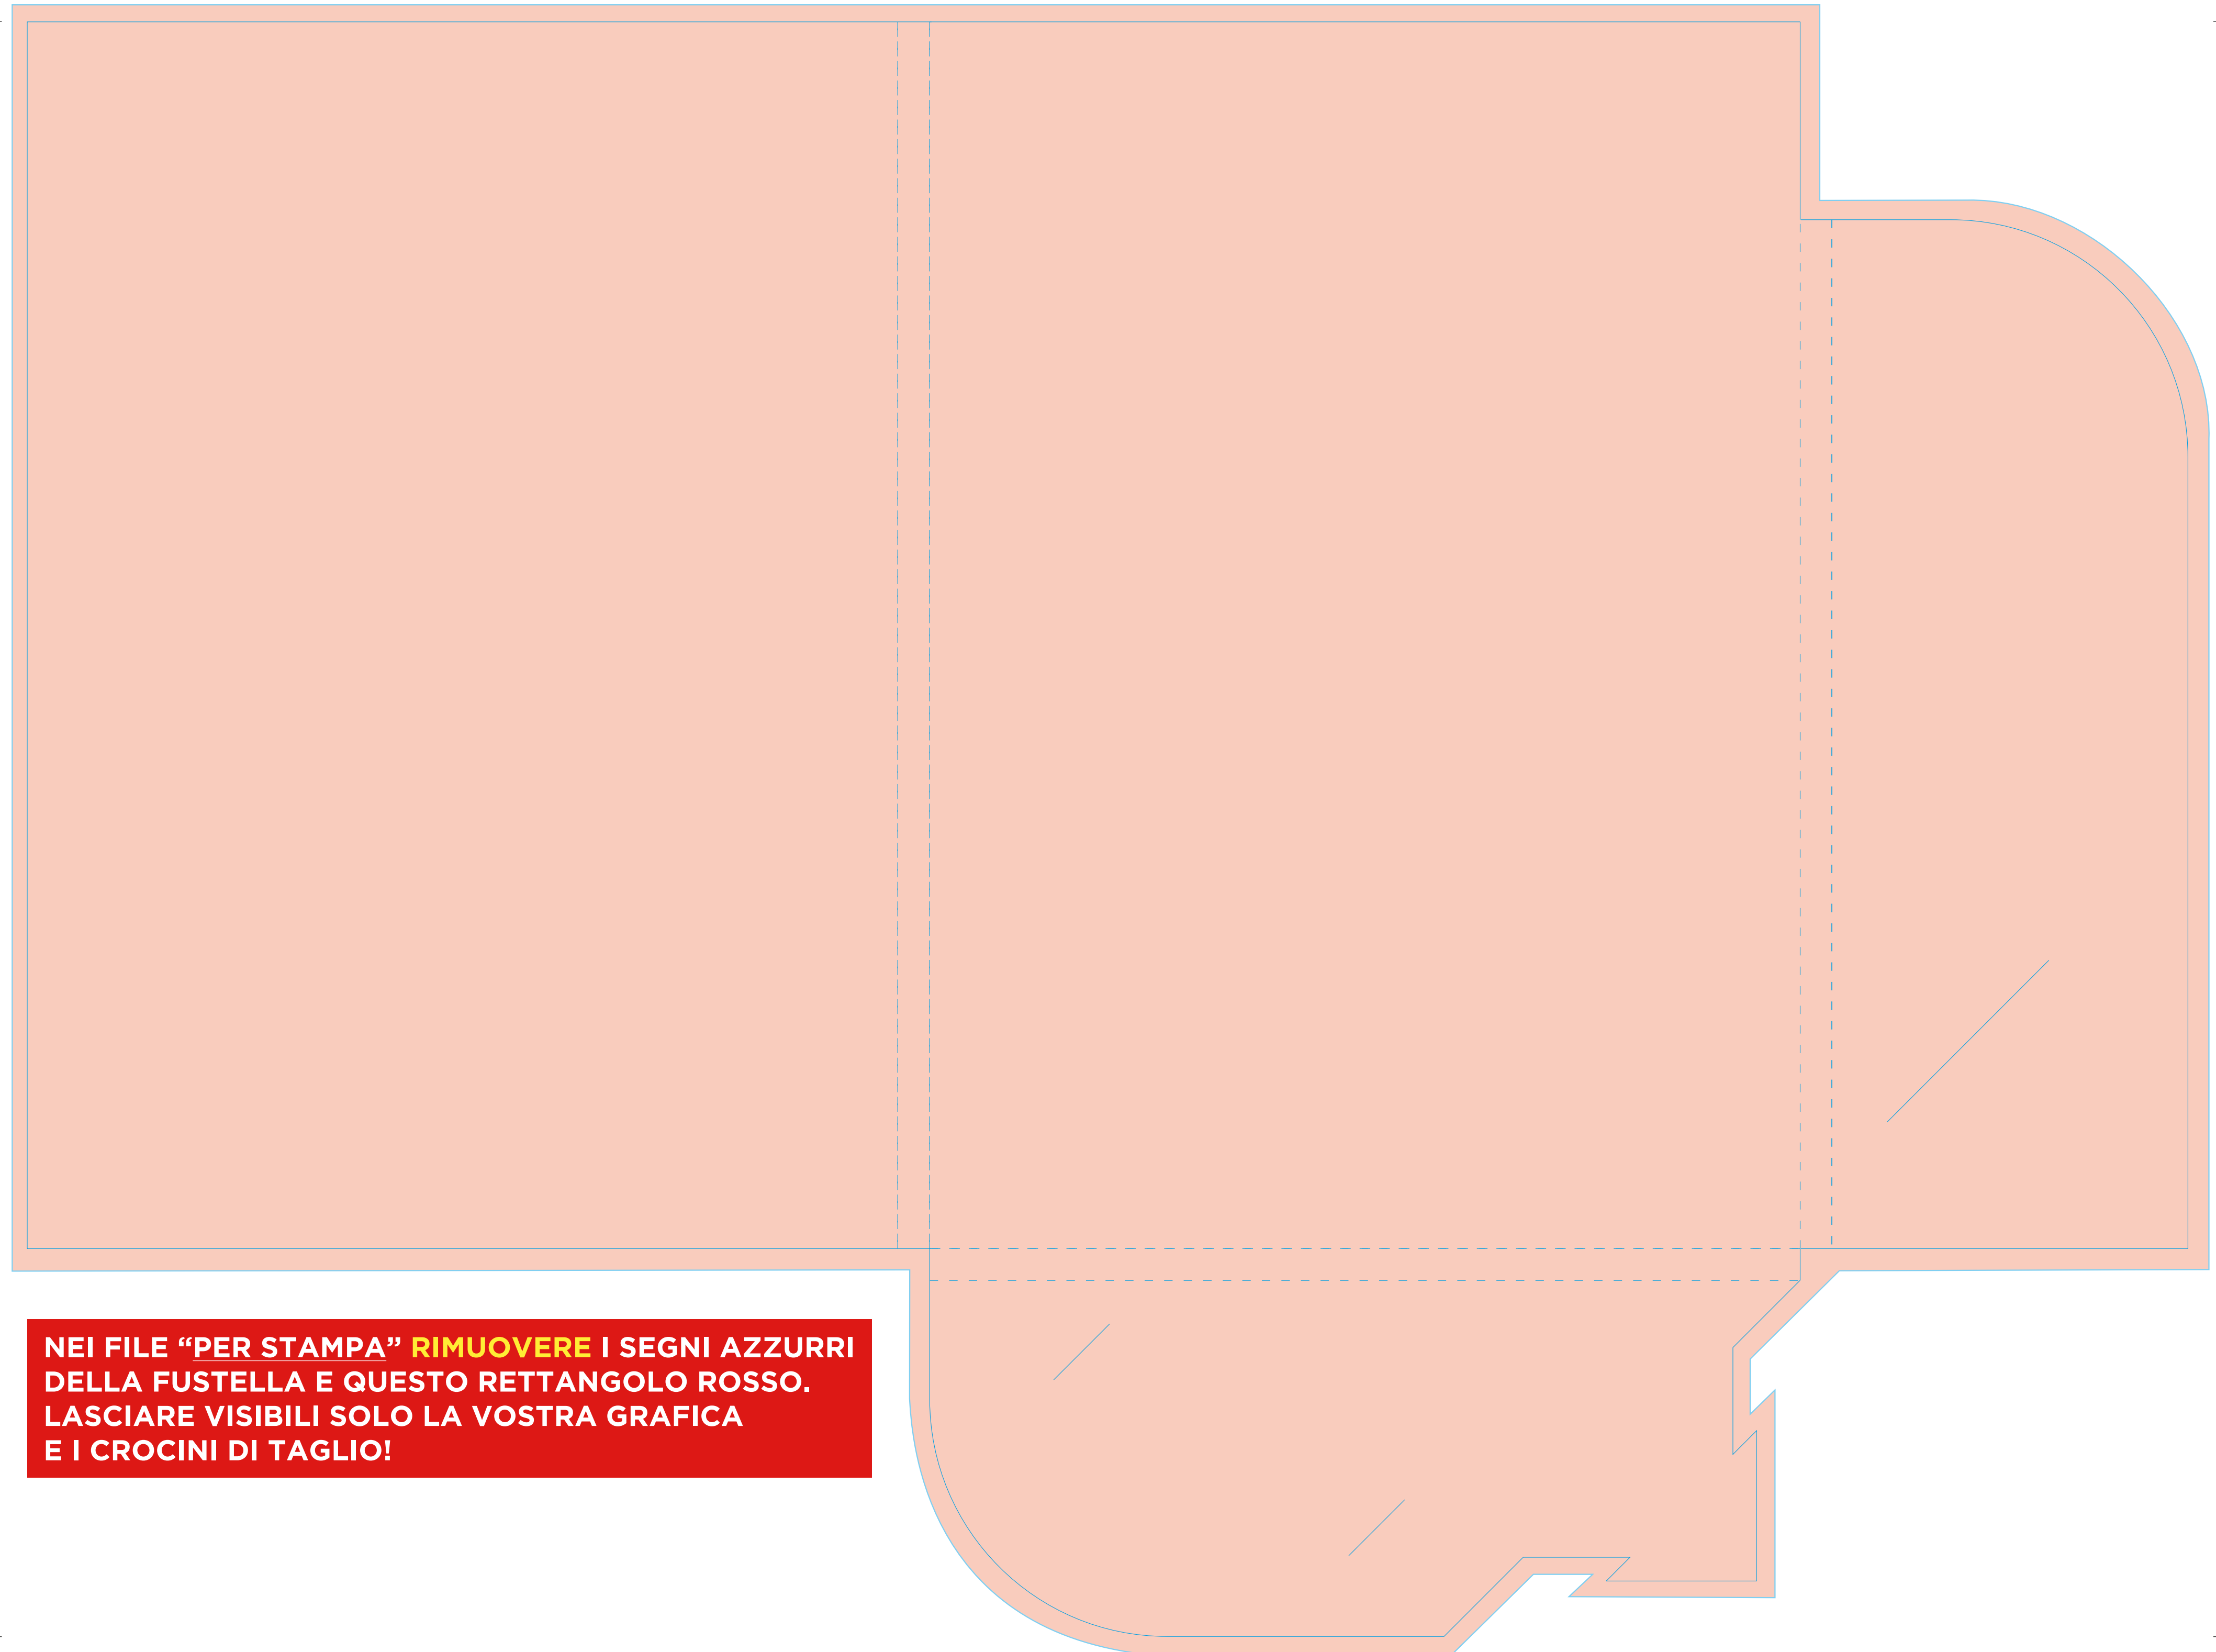 NEI FILE “PER STAMPA” RIMUOVERE I SEGNI AZZURRI
DELLA FUSTELLA E QUESTO RETTANGOLO ROSSO.
LASCIARE VISIBILI SOLO LA VOSTRA GRAFICA
E I CROCINI DI TAGLIO!